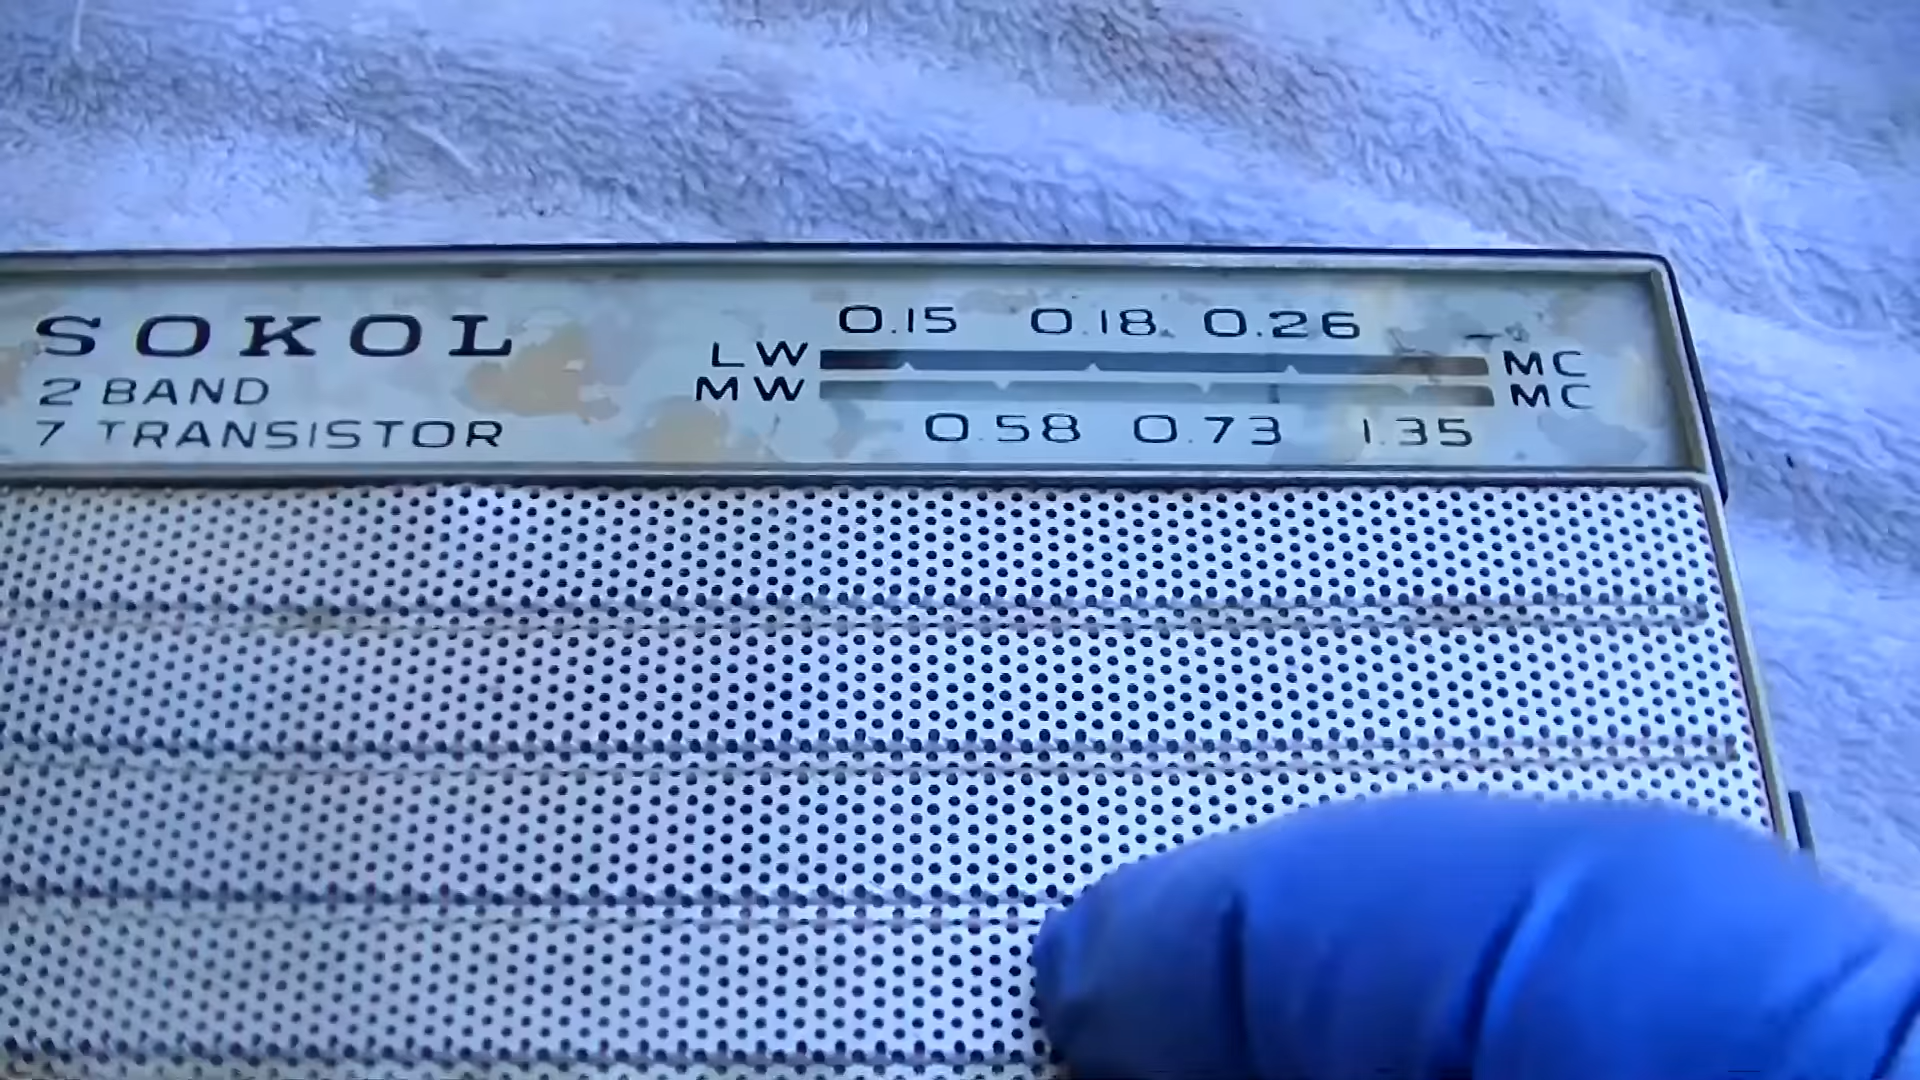 SOKOL
2 BAND
7 TRANSISTOR
0.15 0.18 0.26
LW MC
MW MC
0.58 0.73 1.35